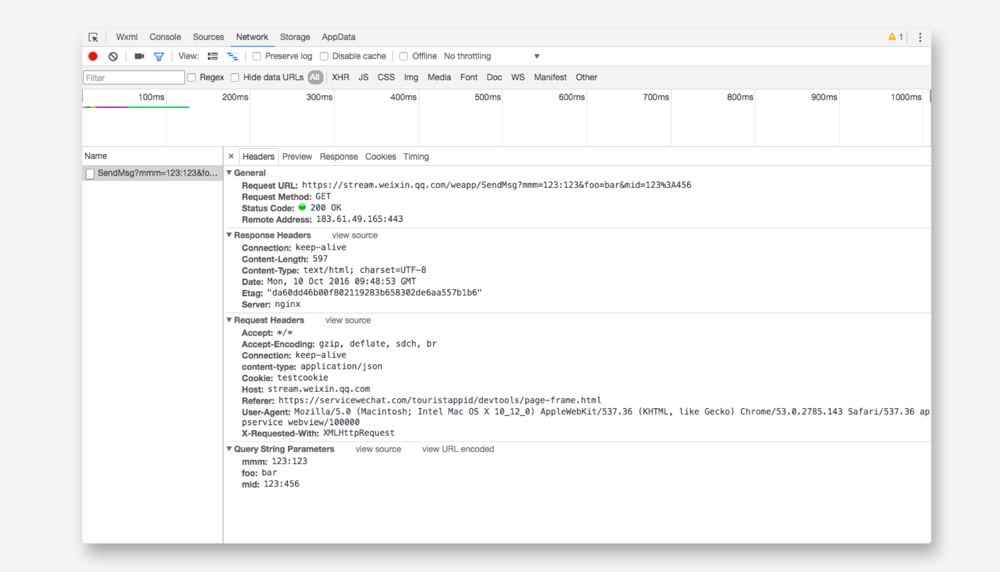 Wxml Console Sources Network Storage AppData 1
View: Preserve log Disable cache Offline No throttling
Filter Regex Hide data URLs All XHR JS CSS Img Media Font Doc WS Manifest Other
100ms 200ms 300ms 400ms 500ms 600ms 700ms 800ms 900ms 1000ms
Name
SendMsg?mmm=123:123&fo...
× Headers Preview Response Cookies Timing
General
Request URL: https://stream.weixin.qq.com/weapp/SendMsg?mmm=123:123&foo=bar&mid=123%3A456
Request Method: GET
Status Code: 200 OK
Remote Address: 183.61.49.165:443
Response Headers view source
Connection: keep-alive
Content-Length: 597
Content-Type: text/html; charset=UTF-8
Date: Mon, 10 Oct 2016 09:48:53 GMT
Etag: "da60dd46b00f802119283b658302de6aa557b1b6"
Server: nginx
Request Headers view source
Accept: */*
Accept-Encoding: gzip, deflate, sdch, br
Connection: keep-alive
content-type: application/json
Cookie: testcookie
Host: stream.weixin.qq.com
Referer: https://servicewechat.com/touristappid/devtools/page-frame.html
User-Agent: Mozilla/5.0 (Macintosh; Intel Mac OS X 10_12_0) AppleWebKit/537.36 (KHTML, like Gecko) Chrome/53.0.2785.143 Safari/537.36 ap
pservice webview/100000
X-Requested-With: XMLHttpRequest
Query String Parameters view source view URL encoded
mmm: 123:123
foo: bar
mid: 123:456